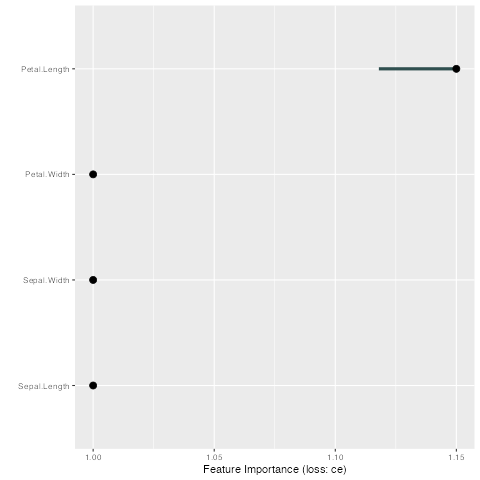 Petal.Length
Petal.Width
Sepal.Width
Sepal.Length
1.00 1.05 1.10 1.15
Feature Importance (loss: ce)